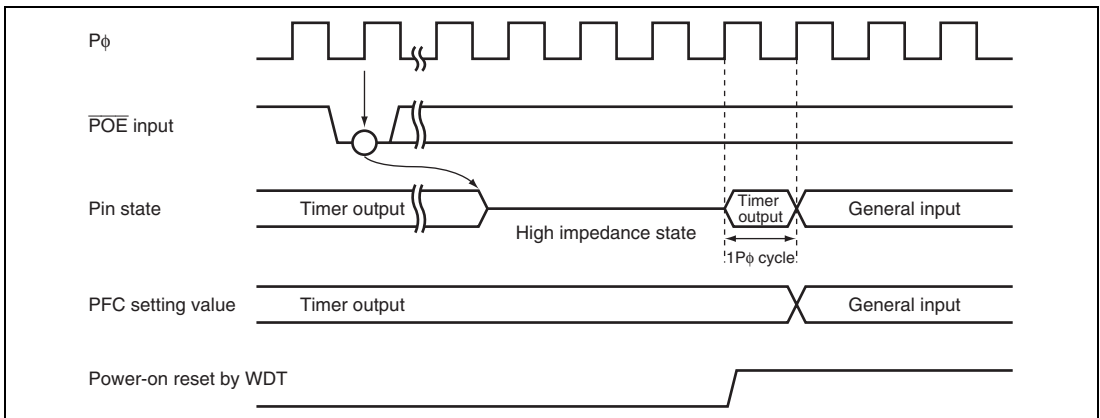 Pϕ
POE input
Pin state
Timer output
High impedance state
Timer
output
General input
1Pϕ cycle
PFC setting value
Timer output
General input
Power-on reset by WDT